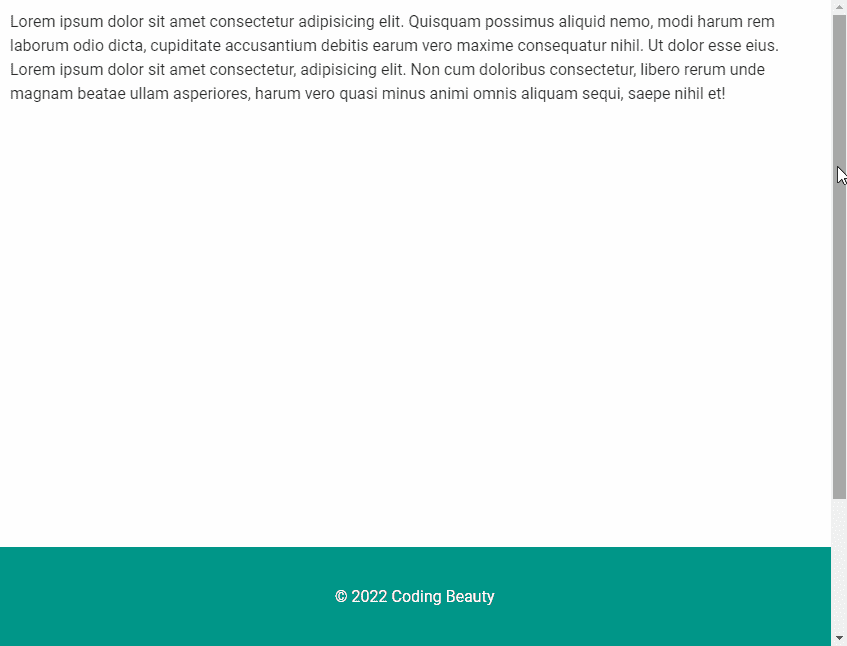 Lorem ipsum dolor sit amet consectetur adipisicing elit. Quisquam possimus aliquid nemo, modi harum rem
laborum odio dicta, cupiditate accusantium debitis earum vero maxime consequatur nihil. Ut dolor esse eius.
Lorem ipsum dolor sit amet consectetur, adipisicing elit. Non cum doloribus consectetur, libero rerum unde
magnam beatae ullam asperiores, harum vero quasi minus animi omnis aliquam sequi, saepe nihil et!
© 2022 Coding Beauty